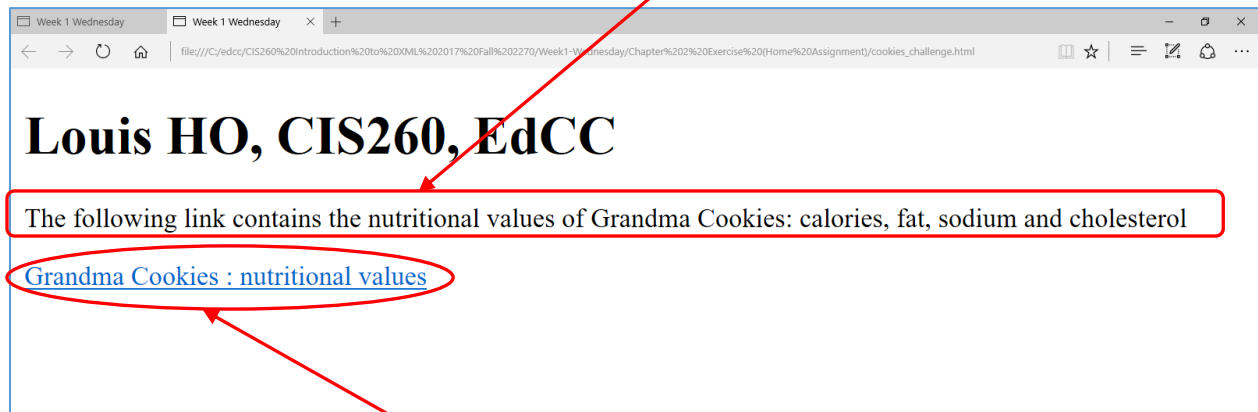 Week 1 Wednesday
Week 1 Wednesday
file:///C:/edcc/CIS260%20Introduction%20to%20XML%202017%20Fall%202270/Week1-Wednesday/Chapter%202%20Exercise%20(Home%20Assignment)/cookies_challenge.html
Louis HO, CIS260, EdCC
The following link contains the nutritional values of Grandma Cookies: calories, fat, sodium and cholesterol
Grandma Cookies : nutritional values